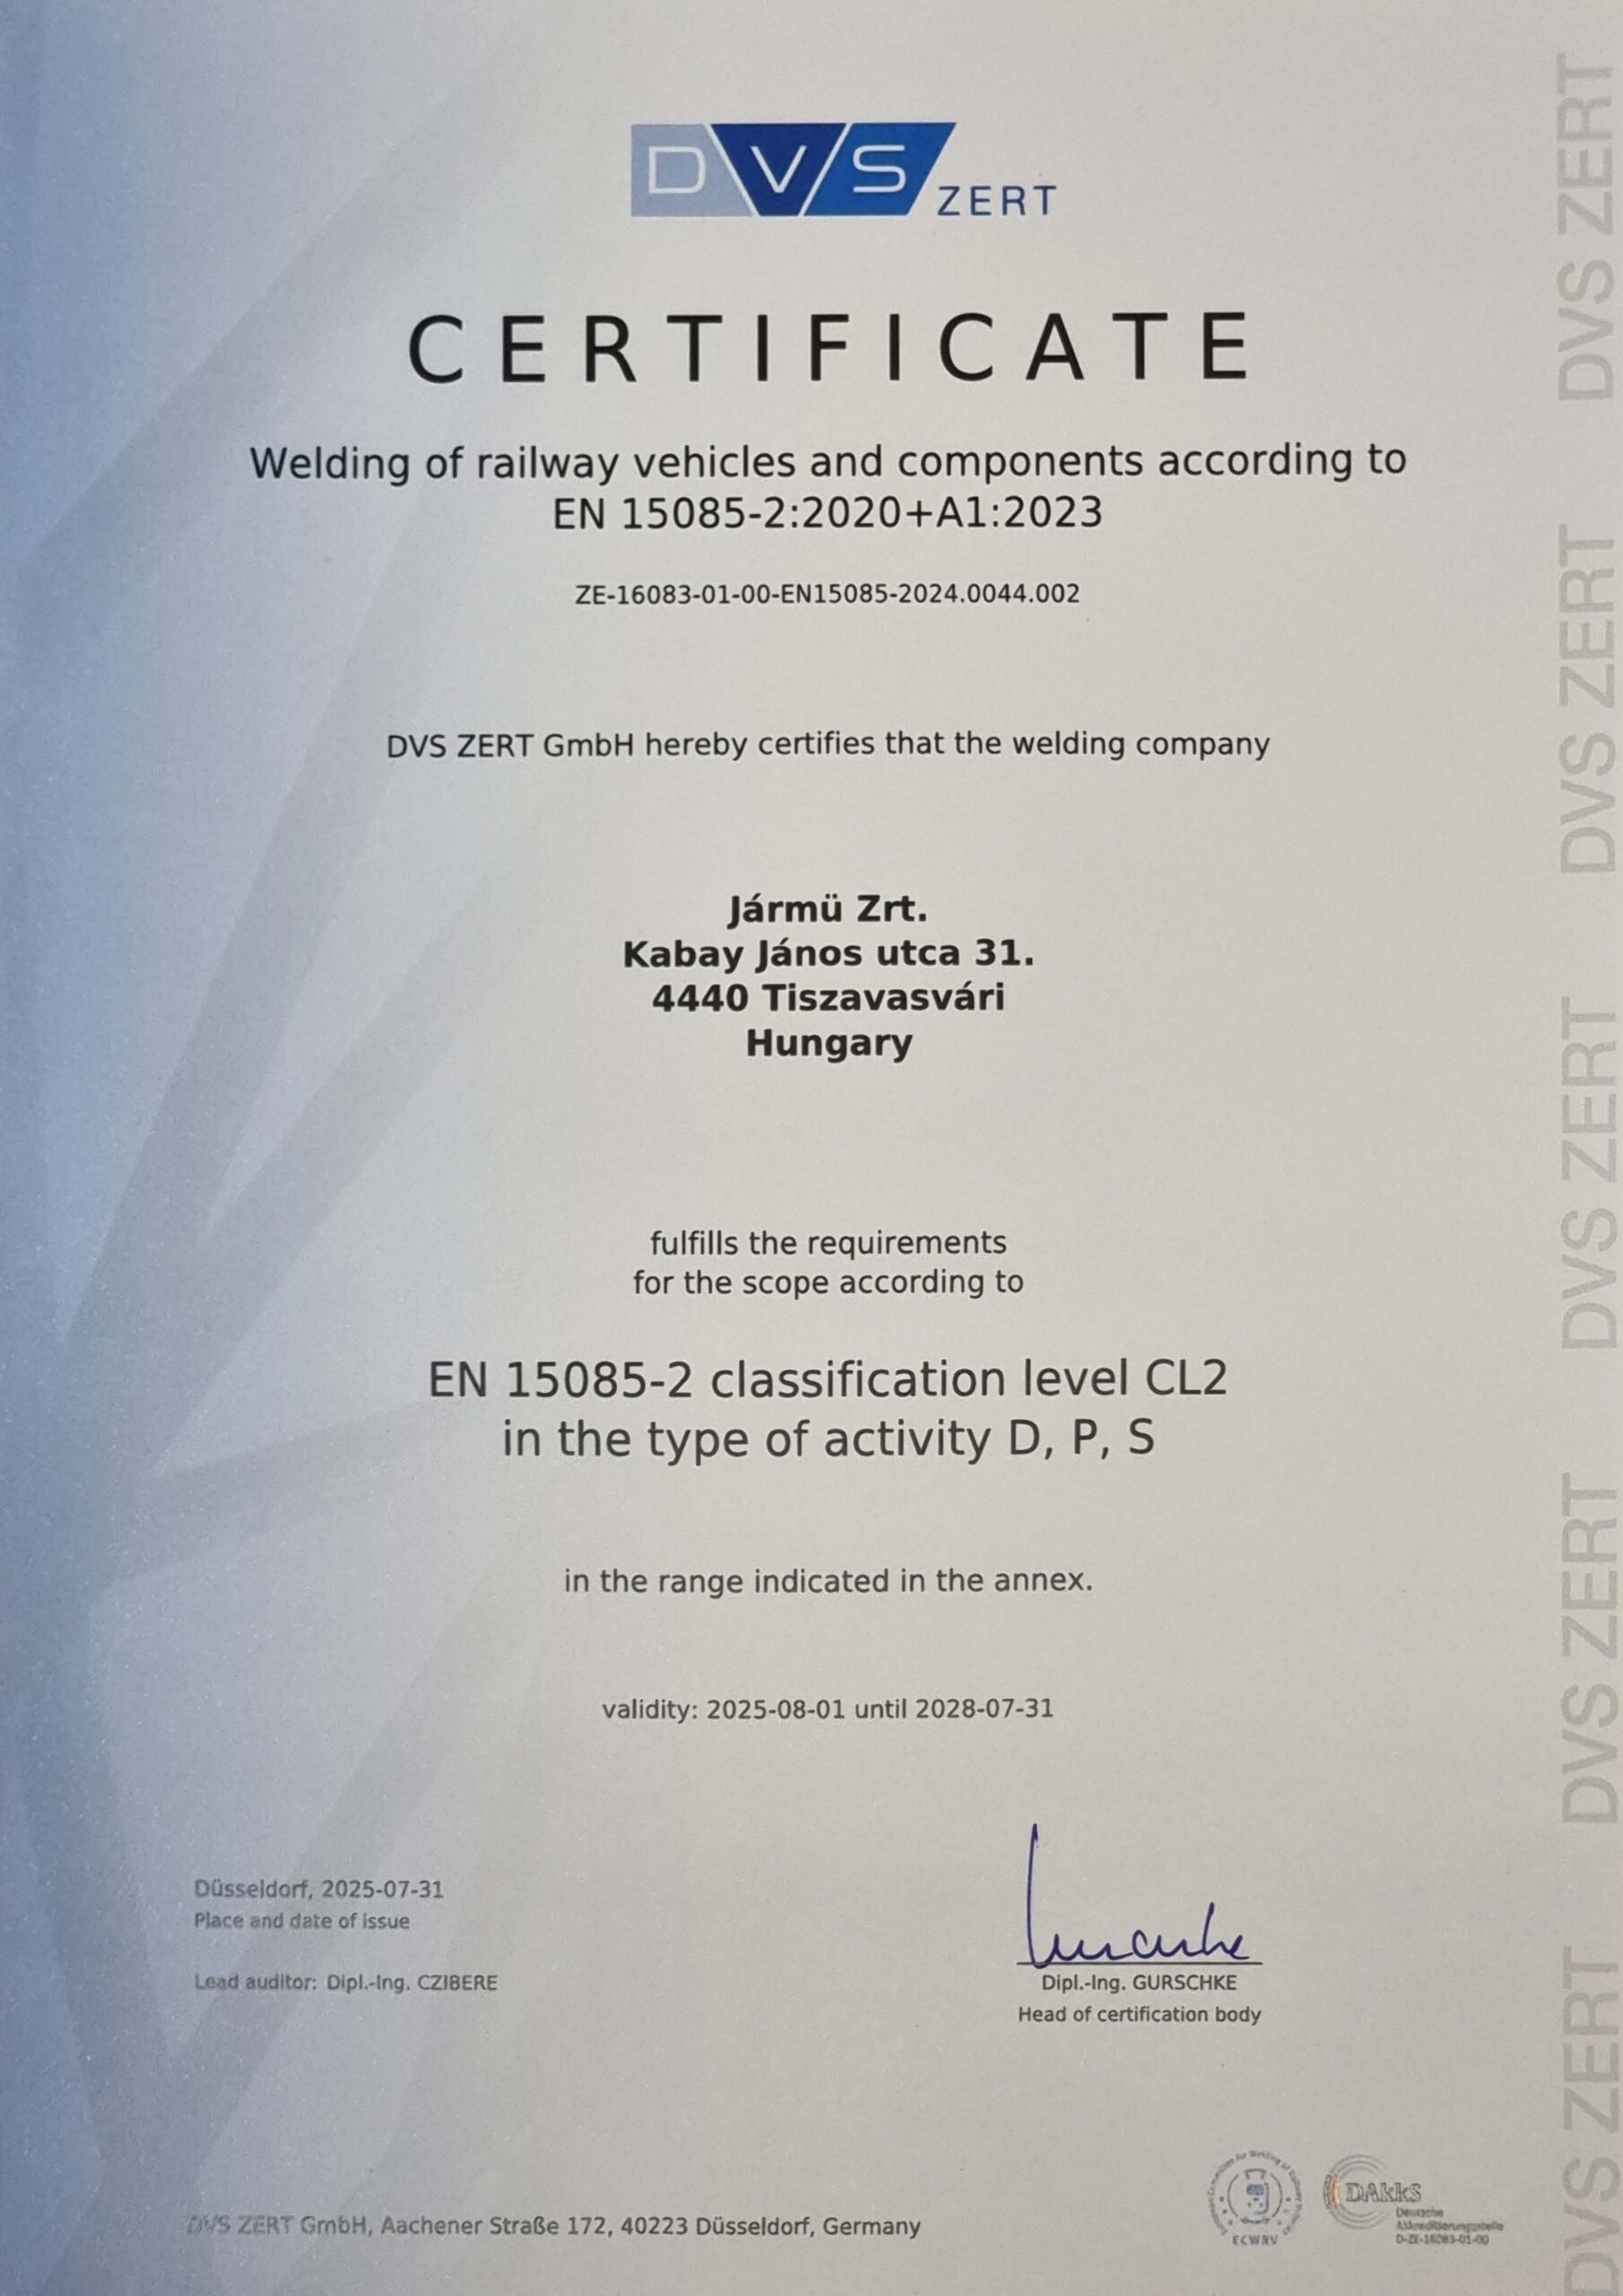 DVS ZERT
CERTIFICATE
Welding of railway vehicles and components according to
EN 15085-2:2020+A1:2023
ZE-16083-01-00-EN15085-2024.0044.002
DVS ZERT GmbH hereby certifies that the welding company
Jármü Zrt.
Kabay János utca 31.
4440 Tiszavasvári
Hungary
fulfills the requirements
for the scope according to
EN 15085-2 classification level CL2
in the type of activity D, P, S
in the range indicated in the annex.
validity: 2025-08-01 until 2028-07-31
Düsseldorf, 2025-07-31
Place and date of issue
Lead auditor: Dipl.-Ing. CZIBERE
Dipl.-Ing. GURSCHKE
Head of certification body
DVS ZERT GmbH, Aachener Straße 172, 40223 Düsseldorf, Germany
ECWRV
DAkkS
Deutsche
Akkreditierungsstelle
D-ZE-16083-01-00
DVS ZERT DVS ZERT DVS ZERT DVS ZERT DVS ZERT